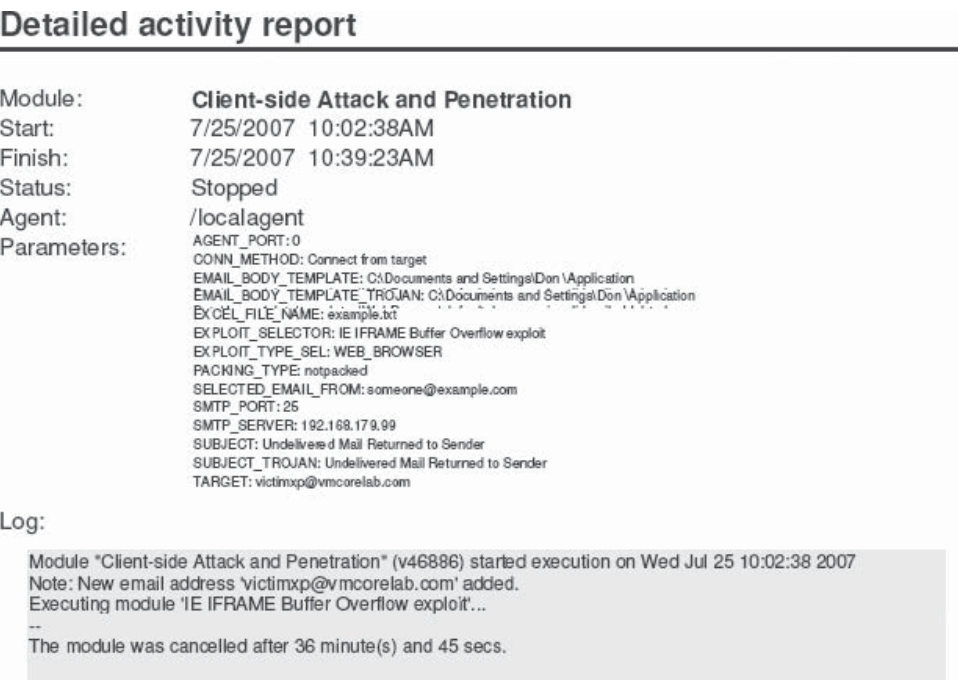 Detailed activity report
Module: Client-side Attack and Penetration
Start: 7/25/2007 10:02:38AM
Finish: 7/25/2007 10:39:23AM
Status: Stopped
Agent: /localagent
Parameters: AGENT_PORT: 0
CONN_METHOD: Connect from target
EMAIL_BODY_TEMPLATE: C:\Documents and Settings\Don \Application
EMAIL_BODY_TEMPLATE_TROJAN: C:\Documents and Settings\Don \Application
EXCEL_FILE_NAME: example.txt
EXPLOIT_SELECTOR: IE IFRAME Buffer Overflow exploit
EXPLOIT_TYPE_SEL: WEB_BROWSER
PACKING_TYPE: notpacked
SELECTED_EMAIL_FROM: someone@example.com
SMTP_PORT: 25
SMTP_SERVER: 192.168.179.99
SUBJECT: Undelivered Mail Returned to Sender
SUBJECT_TROJAN: Undelivered Mail Returned to Sender
TARGET: victimxp@vmcorelab.com
Log:
Module "Client-side Attack and Penetration" (v46886) started execution on Wed Jul 25 10:02:38 2007
Note: New email address 'victimxp@vmcorelab.com' added.
Executing module 'IE IFRAME Buffer Overflow exploit'...
--
The module was cancelled after 36 minute(s) and 45 secs.